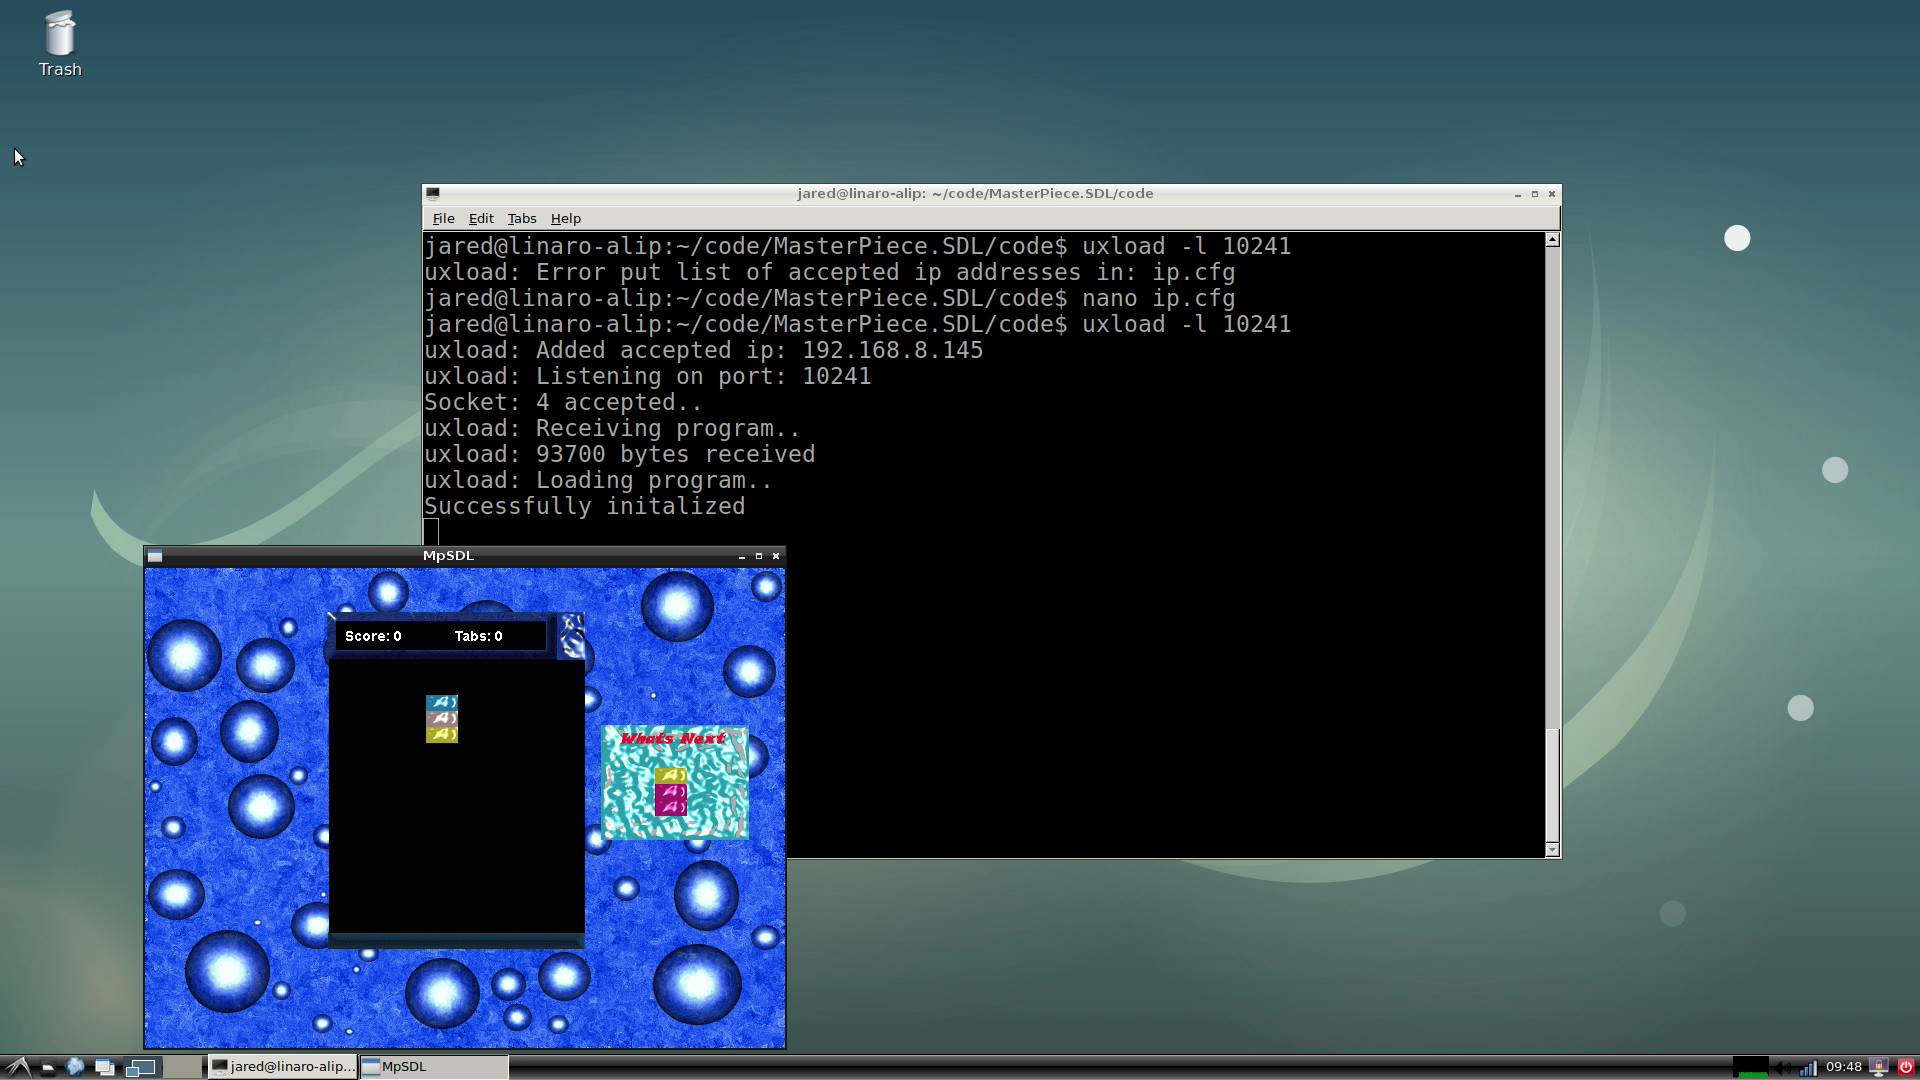 Trash
jared@linaro-alip: ~/code/MasterPiece.SDL/code
File Edit Tabs Help
jared@linaro-alip:~/code/MasterPiece.SDL/code$ uxload -l 10241
uxload: Error put list of accepted ip addresses in: ip.cfg
jared@linaro-alip:~/code/MasterPiece.SDL/code$ nano ip.cfg
jared@linaro-alip:~/code/MasterPiece.SDL/code$ uxload -l 10241
uxload: Added accepted ip: 192.168.8.145
uxload: Listening on port: 10241
Socket: 4 accepted..
uxload: Receiving program..
uxload: 93700 bytes received
uxload: Loading program..
Successfully initalized
MpSDL
Score: 0 Tabs: 0
Whats Next
jared@linaro-alip...
MpSDL
09:48